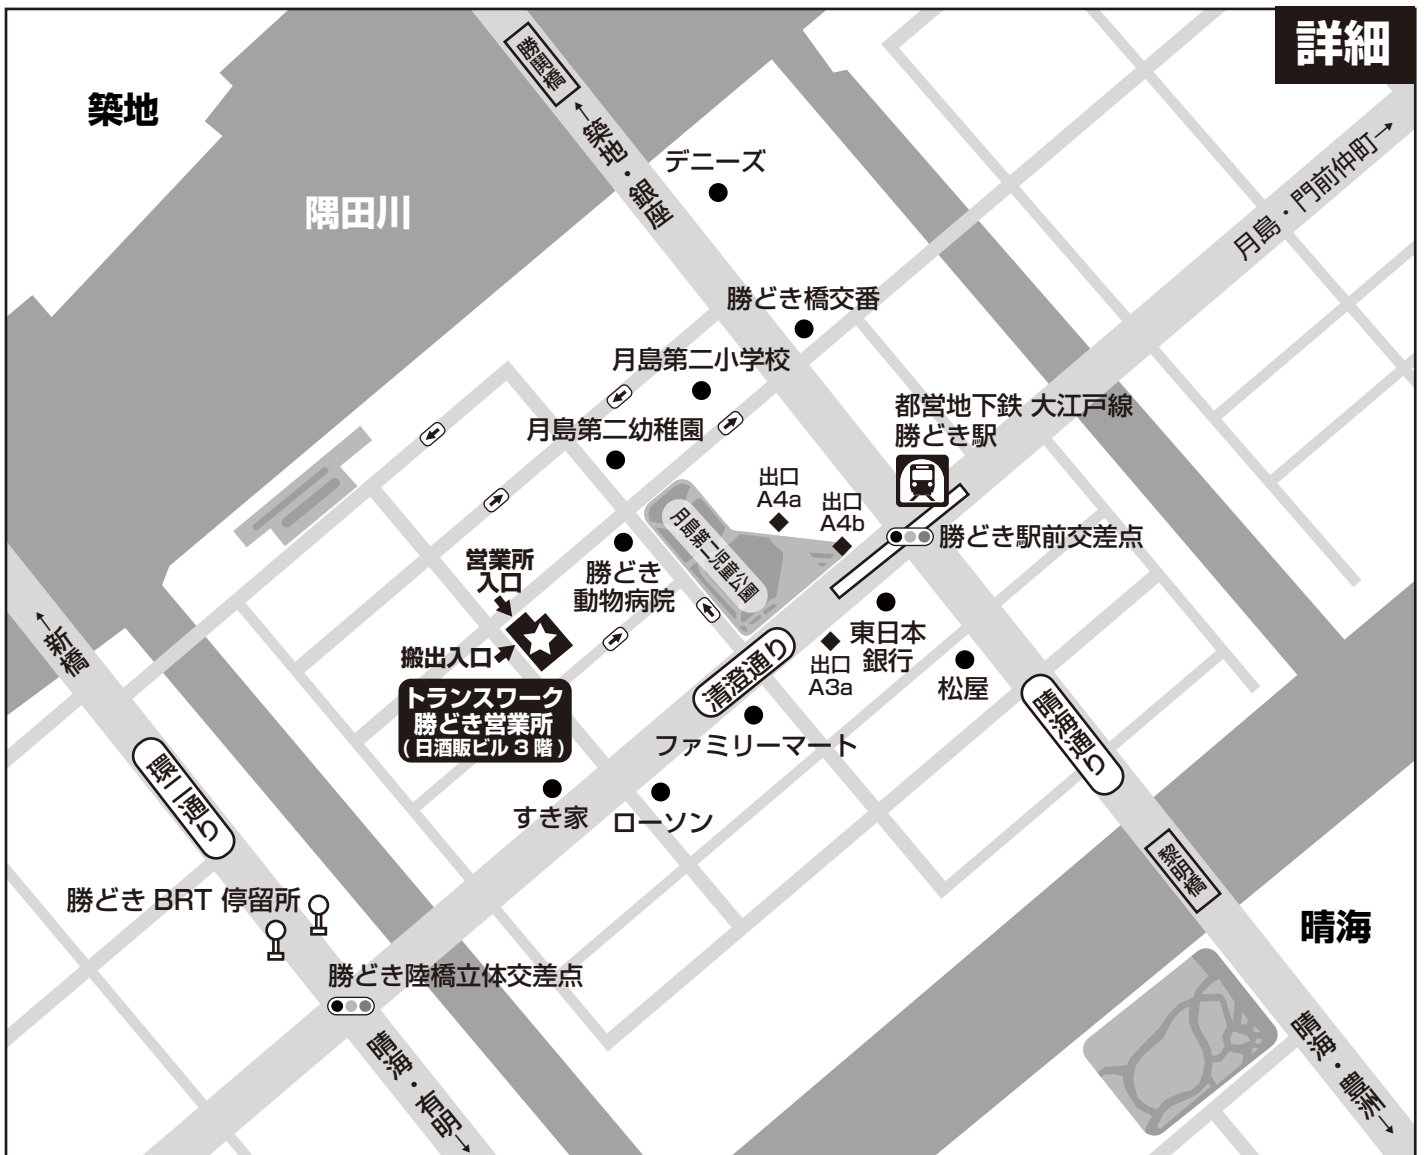 詳細
築地
勝鬨橋
←築地・銀座
デニーズ
隅田川
月島・門前仲町→
勝どき橋交番
月島第二小学校
月島第二幼稚園
都営地下鉄 大江戸線
勝どき駅
出口
A4a
出口
A4b
月島第二児童公園
勝どき駅前交差点
営業所
入口
勝どき
動物病院
搬出入口
トランスワーク
勝どき営業所
(日酒販ビル3階)
清澄通り
出口
A3a
東日本
銀行
松屋
←新橋
晴海通り
ファミリーマート
環二通り
すき家
ローソン
黎明橋
勝どき BRT 停留所
晴海
勝どき陸橋立体交差点
晴海・有明→
晴海・豊洲→